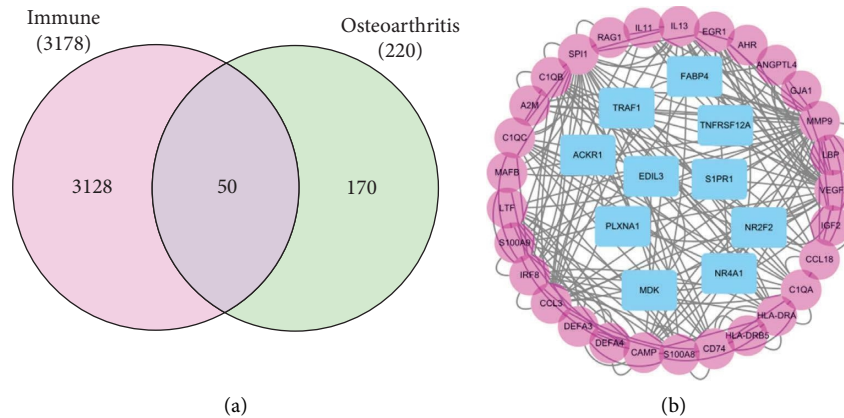 Immune
(3178)
Osteoarthritis
(220)
3128
50
170
(a)
IL13
EGR1
IL11
AHR
RAG1
ANGPTL4
SPI1
GJA1
C1QB
MMP9
A2M
LBP
C1QC
VEGF
MAFB
IGF2
LTF
CCL18
S100A9
C1QA
IRF8
HLA-DRA
CCL3
HLA-DRB5
DEFA3
CD74
DEFA4
S100A8
CAMP
FABP4
TRAF1
TNFRSF12A
ACKR1
EDIL3
S1PR1
PLXNA1
NR2F2
NR4A1
MDK
(b)